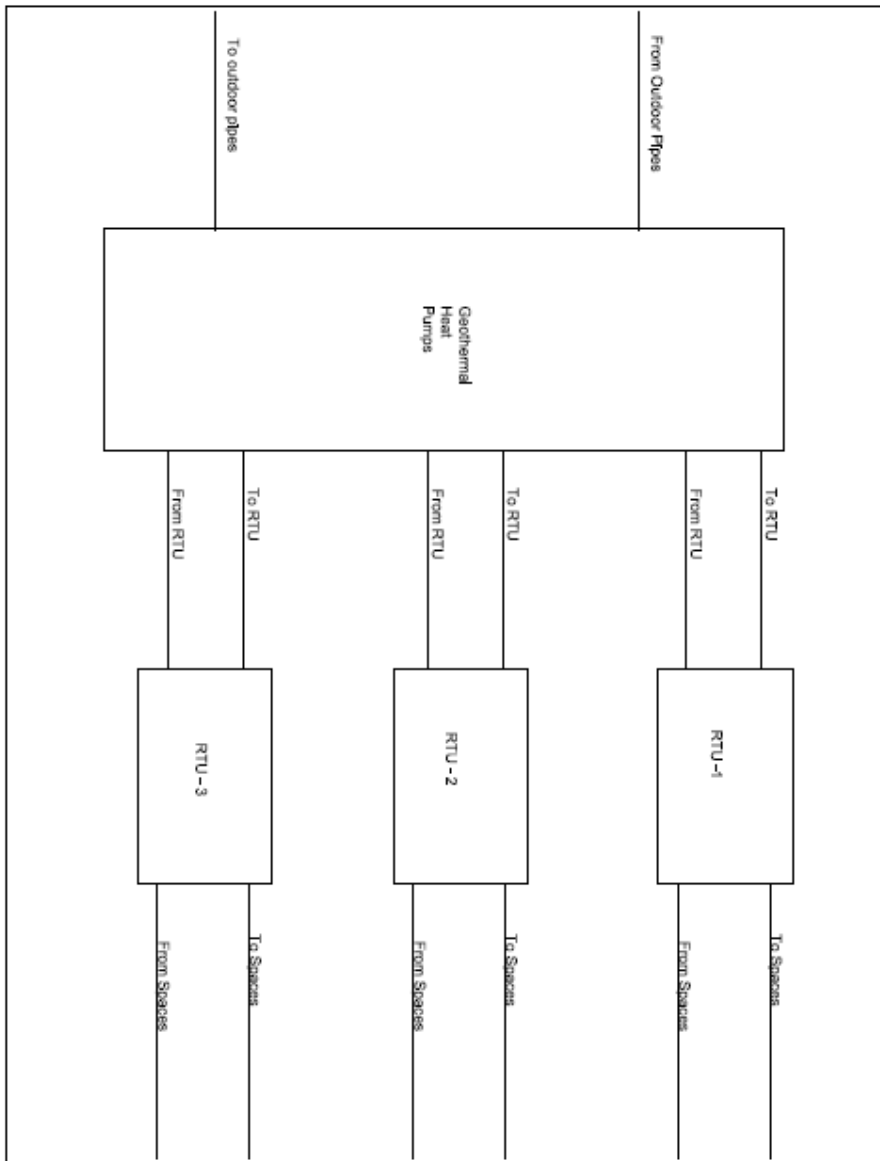 From Outdoor Pipes
To outdoor pipes
Geothermal
Heat
Pumps
To RTU
From RTU
To RTU
From RTU
To RTU
From RTU
RTU-1
RTU - 2
RTU - 3
To Spaces
From Spaces
To Spaces
From Spaces
To Spaces
From Spaces